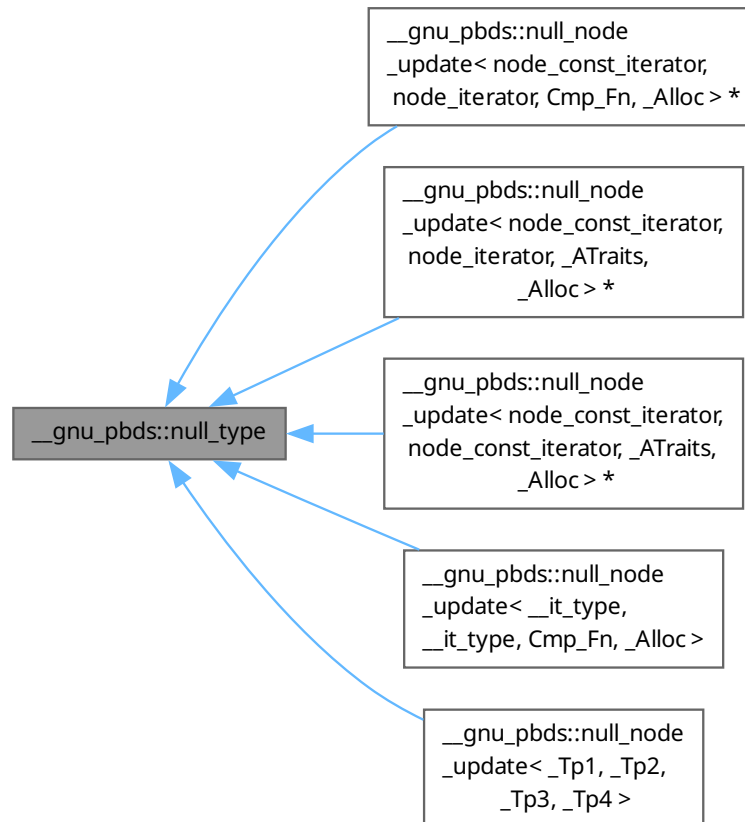 __gnu_pbds::null_node
_update< node_const_iterator,
node_iterator, Cmp_Fn, _Alloc > *
__gnu_pbds::null_node
_update< node_const_iterator,
node_iterator, _ATraits,
_Alloc > *
__gnu_pbds::null_type
__gnu_pbds::null_node
_update< node_const_iterator,
node_const_iterator, _ATraits,
_Alloc > *
__gnu_pbds::null_node
_update< __it_type,
__it_type, Cmp_Fn, _Alloc >
__gnu_pbds::null_node
_update< _Tp1, _Tp2,
_Tp3, _Tp4 >